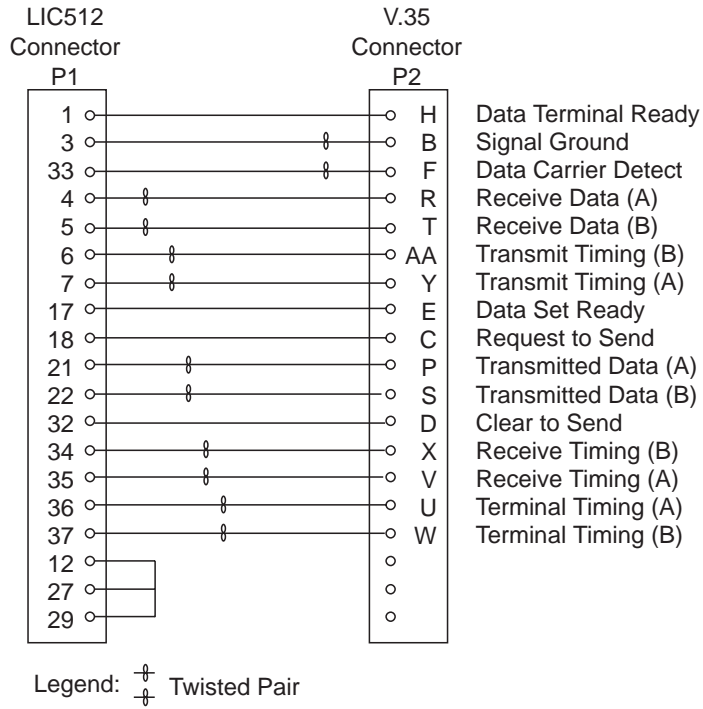 LIC512 V.35
Connector Connector
P1 P2
1 H Data Terminal Ready
3 B Signal Ground
33 F Data Carrier Detect
4 R Receive Data (A)
5 T Receive Data (B)
6 AA Transmit Timing (B)
7 Y Transmit Timing (A)
17 E Data Set Ready
18 C Request to Send
21 P Transmitted Data (A)
22 S Transmitted Data (B)
32 D Clear to Send
34 X Receive Timing (B)
35 V Receive Timing (A)
36 U Terminal Timing (A)
37 W Terminal Timing (B)
12
27
29
Legend: Twisted Pair